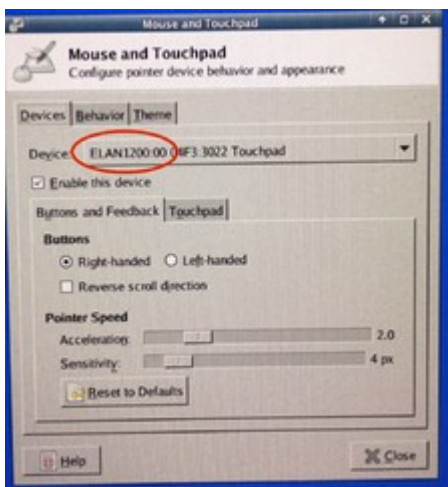 Mouse and Touchpad
Mouse and Touchpad
Configure pointer device behavior and appearance
Devices Behavior Theme
Device: ELAN1200:00 04F3:3022 Touchpad
Enable this device
Buttons and Feedback Touchpad
Buttons
Right-handed Left-handed
Reverse scroll direction
Pointer Speed
Acceleration: 2.0
Sensitivity: 4 px
Reset to Defaults
Help Close